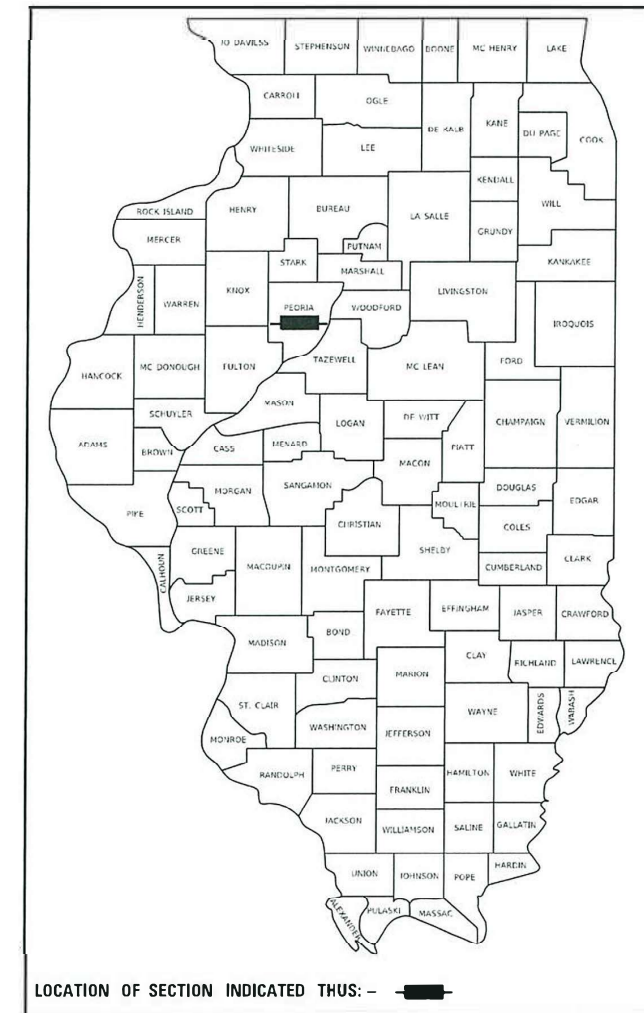 JO DAVIESS STEPHENSON WINNEBAGO BOONE MC HENRY LAKE
CARROLL OGLE
DE KALB KANE DU PAGE COOK
WHITESIDE LEE
KENDALL
ROCK ISLAND HENRY BUREAU LA SALLE WILL
MERCER PUTNAM GRUNDY
STARK MARSHALL KANKAKEE
HENDERSON WARREN KNOX PEORIA WOODFORD LIVINGSTON IROQUOIS
HANCOCK MC DONOUGH FULTON TAZEWELL MC LEAN FORD
MASON
SCHUYLER LOGAN DE WITT CHAMPAIGN VERMILION
ADAMS BROWN CASS MENARD PIATT
MACON
PIKE SCOTT MORGAN SANGAMON MOULTRIE DOUGLAS EDGAR
CHRISTIAN COLES
CALHOUN GREENE MACOUPIN MONTGOMERY SHELBY CUMBERLAND CLARK
JERSEY FAYETTE EFFINGHAM JASPER CRAWFORD
MADISON BOND
CLAY RICHLAND LAWRENCE
CLINTON MARION
ST. CLAIR WAYNE EDWARDS WABASH
WASHINGTON JEFFERSON
MONROE
RANDOLPH PERRY HAMILTON WHITE
FRANKLIN
JACKSON WILLIAMSON SALINE GALLATIN
UNION JOHNSON POPE HARDIN
ALEXANDER PULASKI MASSAC
LOCATION OF SECTION INDICATED THUS: –